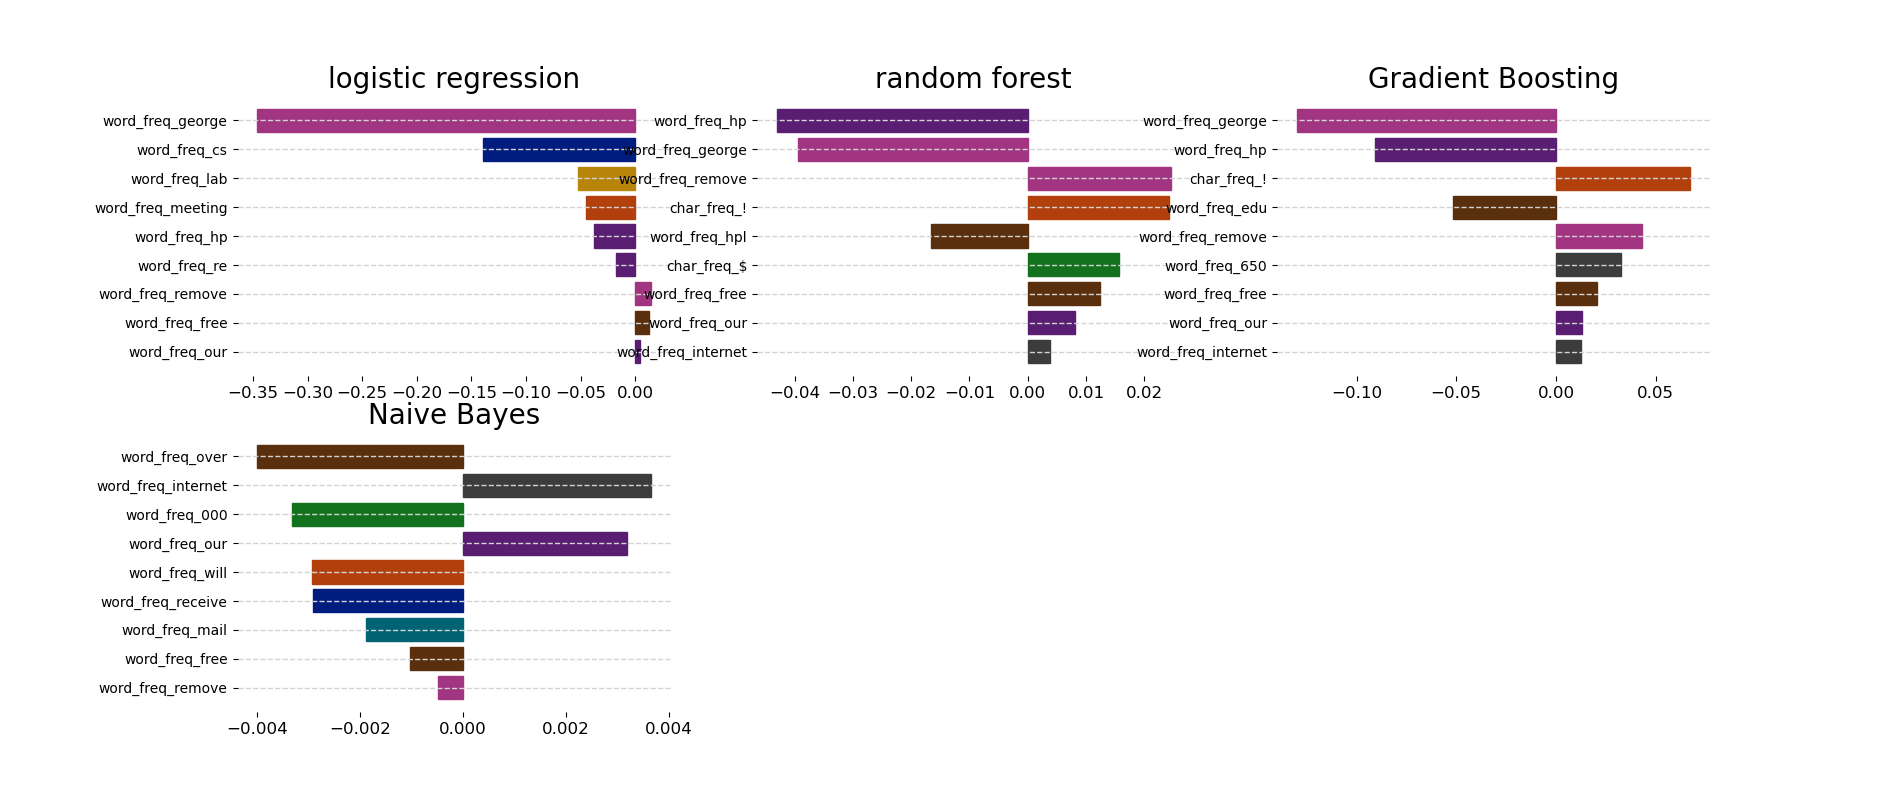 logistic regression
word_freq_george
word_freq_cs
word_freq_lab
word_freq_meeting
word_freq_hp
word_freq_re
word_freq_remove
word_freq_free
word_freq_our
−0.35 −0.30 −0.25 −0.20 −0.15 −0.10 −0.05 0.00
random forest
word_freq_hp
word_freq_george
word_freq_remove
char_freq_!
word_freq_hpl
char_freq_$
word_freq_free
word_freq_our
word_freq_internet
−0.04 −0.03 −0.02 −0.01 0.00 0.01 0.02
Gradient Boosting
word_freq_george
word_freq_hp
char_freq_!
word_freq_edu
word_freq_remove
word_freq_650
word_freq_free
word_freq_our
word_freq_internet
−0.10 −0.05 0.00 0.05
Naive Bayes
word_freq_over
word_freq_internet
word_freq_000
word_freq_our
word_freq_will
word_freq_receive
word_freq_mail
word_freq_free
word_freq_remove
−0.004 −0.002 0.000 0.002 0.004